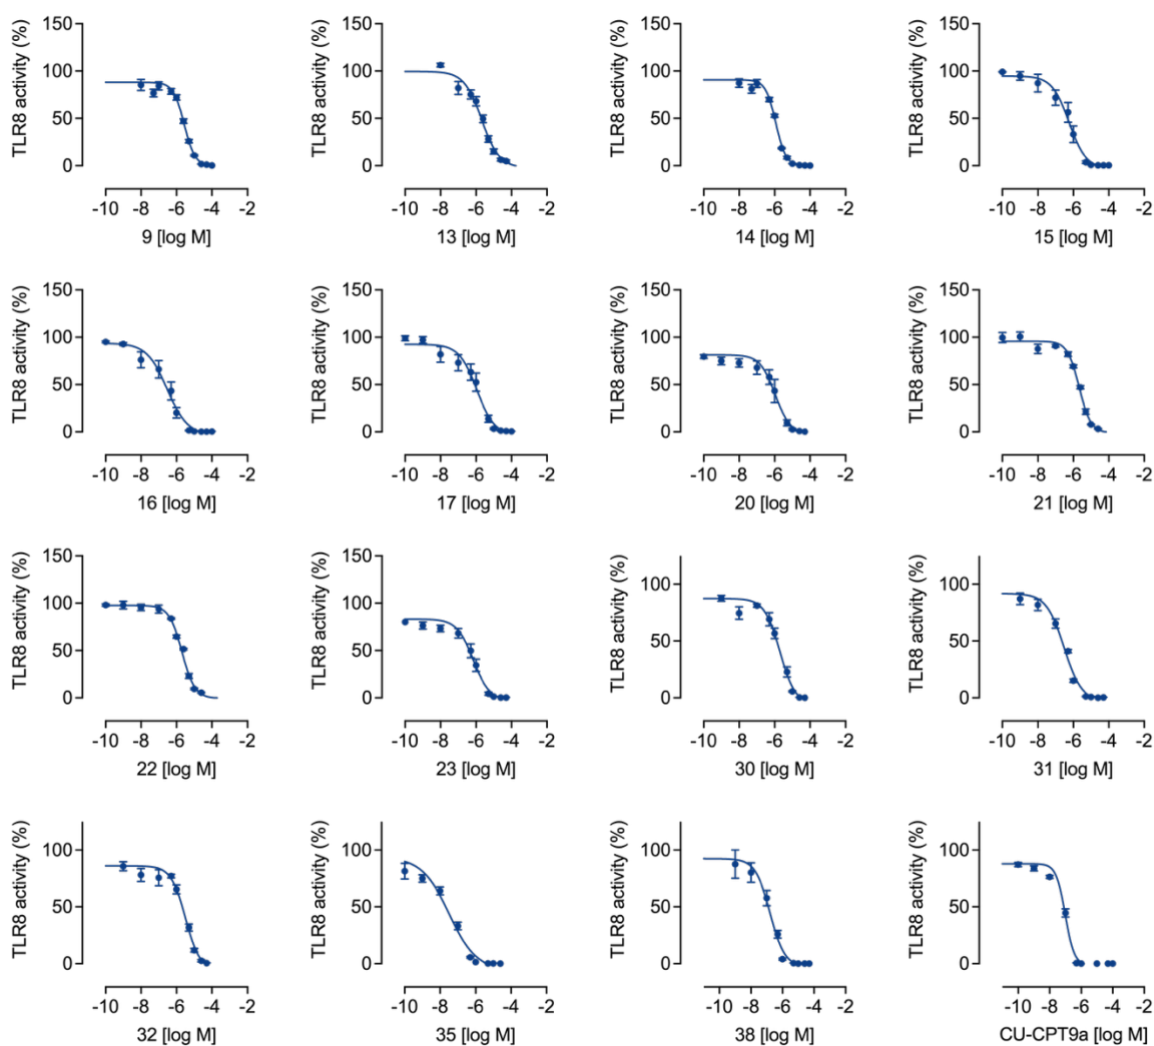 TLR8 activity (%)
150
100
50
0
-10 -8 -6 -4 -2
9 [log M]
TLR8 activity (%)
150
100
50
0
-10 -8 -6 -4 -2
13 [log M]
TLR8 activity (%)
150
100
50
0
-10 -8 -6 -4 -2
14 [log M]
TLR8 activity (%)
150
100
50
0
-10 -8 -6 -4 -2
15 [log M]
TLR8 activity (%)
150
100
50
0
-10 -8 -6 -4 -2
16 [log M]
TLR8 activity (%)
150
100
50
0
-10 -8 -6 -4 -2
17 [log M]
TLR8 activity (%)
150
100
50
0
-10 -8 -6 -4 -2
20 [log M]
TLR8 activity (%)
150
100
50
0
-10 -8 -6 -4 -2
21 [log M]
TLR8 activity (%)
150
100
50
0
-10 -8 -6 -4 -2
22 [log M]
TLR8 activity (%)
150
100
50
0
-10 -8 -6 -4 -2
23 [log M]
TLR8 activity (%)
100
50
0
-10 -8 -6 -4 -2
30 [log M]
TLR8 activity (%)
100
50
0
-10 -8 -6 -4 -2
31 [log M]
TLR8 activity (%)
100
50
0
-10 -8 -6 -4 -2
32 [log M]
TLR8 activity (%)
100
50
0
-10 -8 -6 -4 -2
35 [log M]
TLR8 activity (%)
100
50
0
-10 -8 -6 -4 -2
38 [log M]
TLR8 activity (%)
100
50
0
-10 -8 -6 -4 -2
CU-CPT9a [log M]